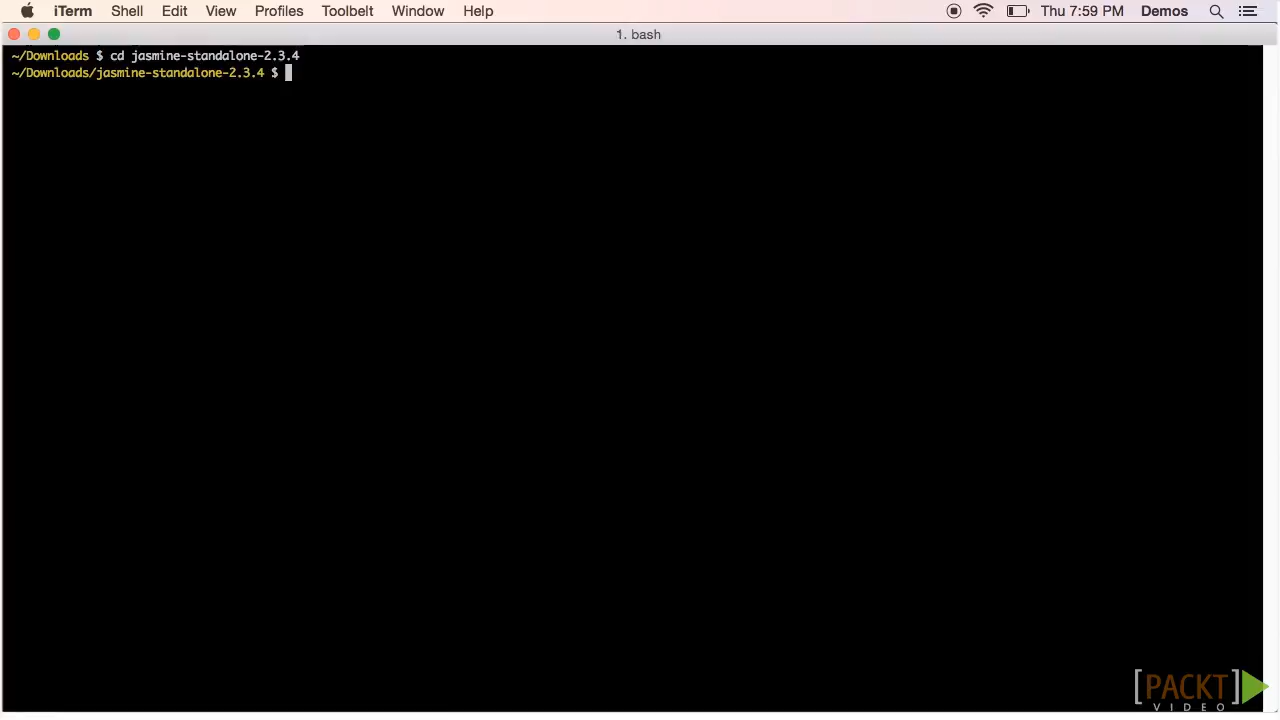 iTerm Shell Edit View Profiles Toolbelt Window Help Thu 7:59 PM Demos
1. bash
~/Downloads $ cd jasmine-standalone-2.3.4
~/Downloads/jasmine-standalone-2.3.4 $
[PACKT]
VIDEO